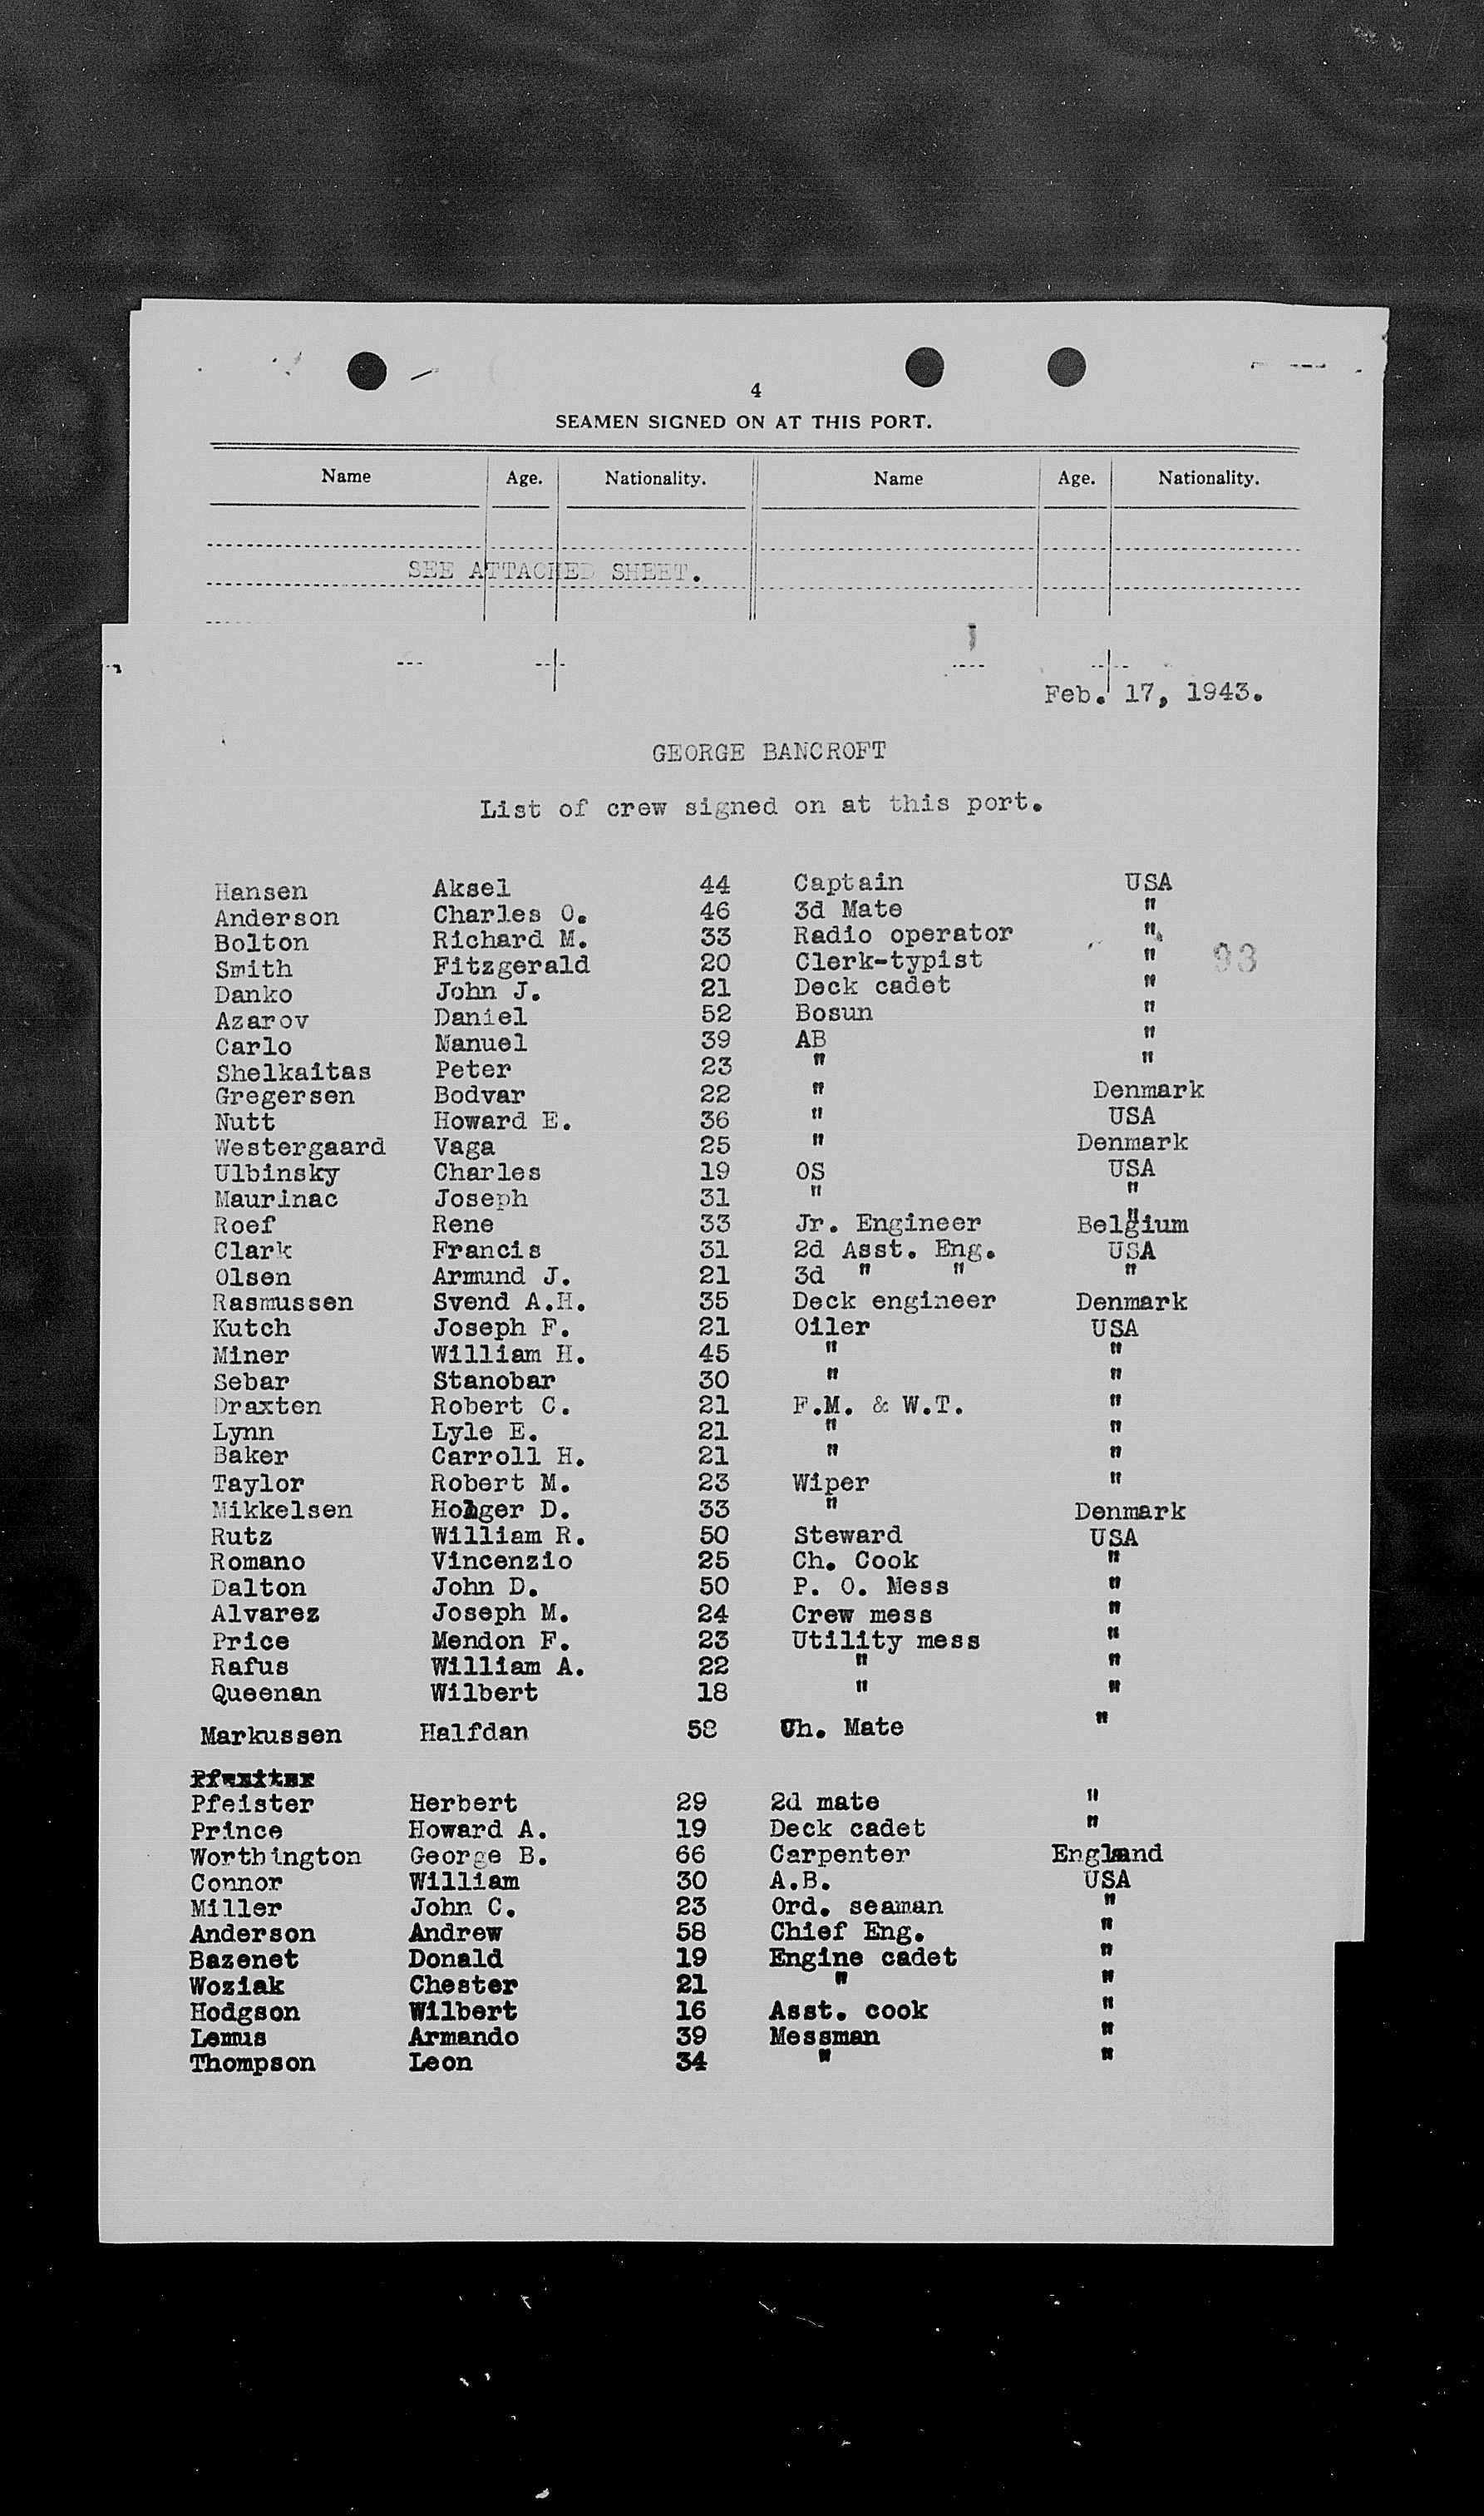 4
SEAMEN SIGNED ON AT THIS PORT.
Name Age. Nationality. Name Age. Nationality.
SEE ATTACHED SHEET.
Feb. 17, 1943.
GEORGE BANCROFT
List of crew signed on at this port.
Hansen Aksel 44 Captain USA
Anderson Charles O. 46 3d Mate "
Bolton Richard M. 33 Radio operator "
Smith Fitzgerald 20 Clerk-typist " 93
Danko John J. 21 Deck cadet "
Azarov Daniel 52 Bosun "
Carlo Manuel 39 AB "
Shelkaitas Peter 23 " "
Gregersen Bodvar 22 " Denmark
Nutt Howard E. 36 " USA
Westergaard Vaga 25 " Denmark
Ulbinsky Charles 19 OS USA
Maurinac Joseph 31 " "
Roef Rene 33 Jr. Engineer Belgium
Clark Francis 31 2d Asst. Eng. USA
Olsen Armund J. 21 3d " " "
Rasmussen Svend A.H. 35 Deck engineer Denmark
Kutch Joseph F. 21 Oiler USA
Miner William H. 45 " "
Sebar Stanobar 30 " "
Draxten Robert C. 21 F.M. & W.T. "
Lynn Lyle E. 21 " "
Baker Carroll H. 21 " "
Taylor Robert M. 23 Wiper "
Mikkelsen Holger D. 33 " Denmark
Rutz William R. 50 Steward USA
Romano Vincenzio 25 Ch. Cook "
Dalton John D. 50 P. O. Mess "
Alvarez Joseph M. 24 Crew mess "
Price Mendon F. 23 Utility mess "
Rafus William A. 22 " "
Queenan Wilbert 18 " "
Markussen Halfdan 58 Ch. Mate "
Pfeister Herbert 29 2d mate "
Prince Howard A. 19 Deck cadet "
Worthington George B. 66 Carpenter England
Connor William 30 A.B. USA
Miller John C. 23 Ord. seaman "
Anderson Andrew 58 Chief Eng. "
Bazenet Donald 19 Engine cadet "
Woziak Chester 21 " "
Hodgson Wilbert 16 Asst. cook "
Lemus Armando 39 Messman "
Thompson Leon 34 " "